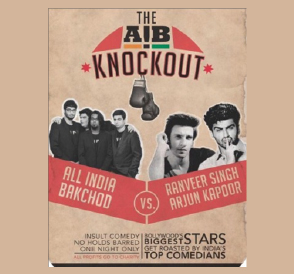 THE
A!B
KNOCKOUT
ALL INDIA
BAKCHOD
VS.
RANVEER SINGH
ARJUN KAPOOR
INSULT COMEDY
NO HOLDS BARRED
ONE NIGHT ONLY
ALL PROFITS GO TO CHARITY
BOLLYWOOD'S
BIGGEST STARS
GET ROASTED BY INDIA'S
TOP COMEDIANS